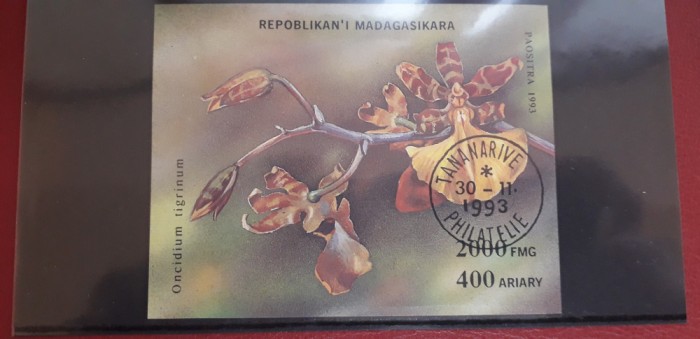 REPOBLIKAN'I MADAGASIKARA
PAOSITRA 1993
Oncidium tigrinum
TANANARIVE
*
30-11.
1993
PHILATELIE
2000 FMG
400 ARIARY